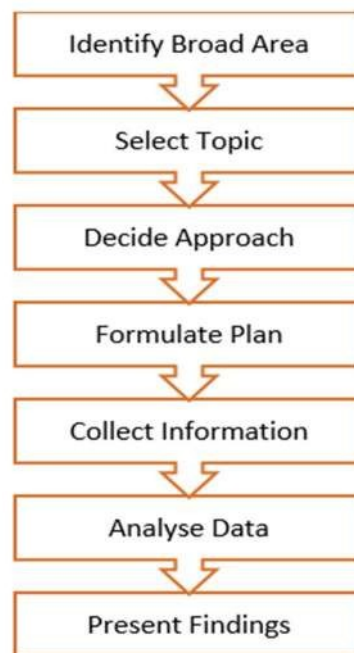 Identify Broad Area
Select Topic
Decide Approach
Formulate Plan
Collect Information
Analyse Data
Present Findings